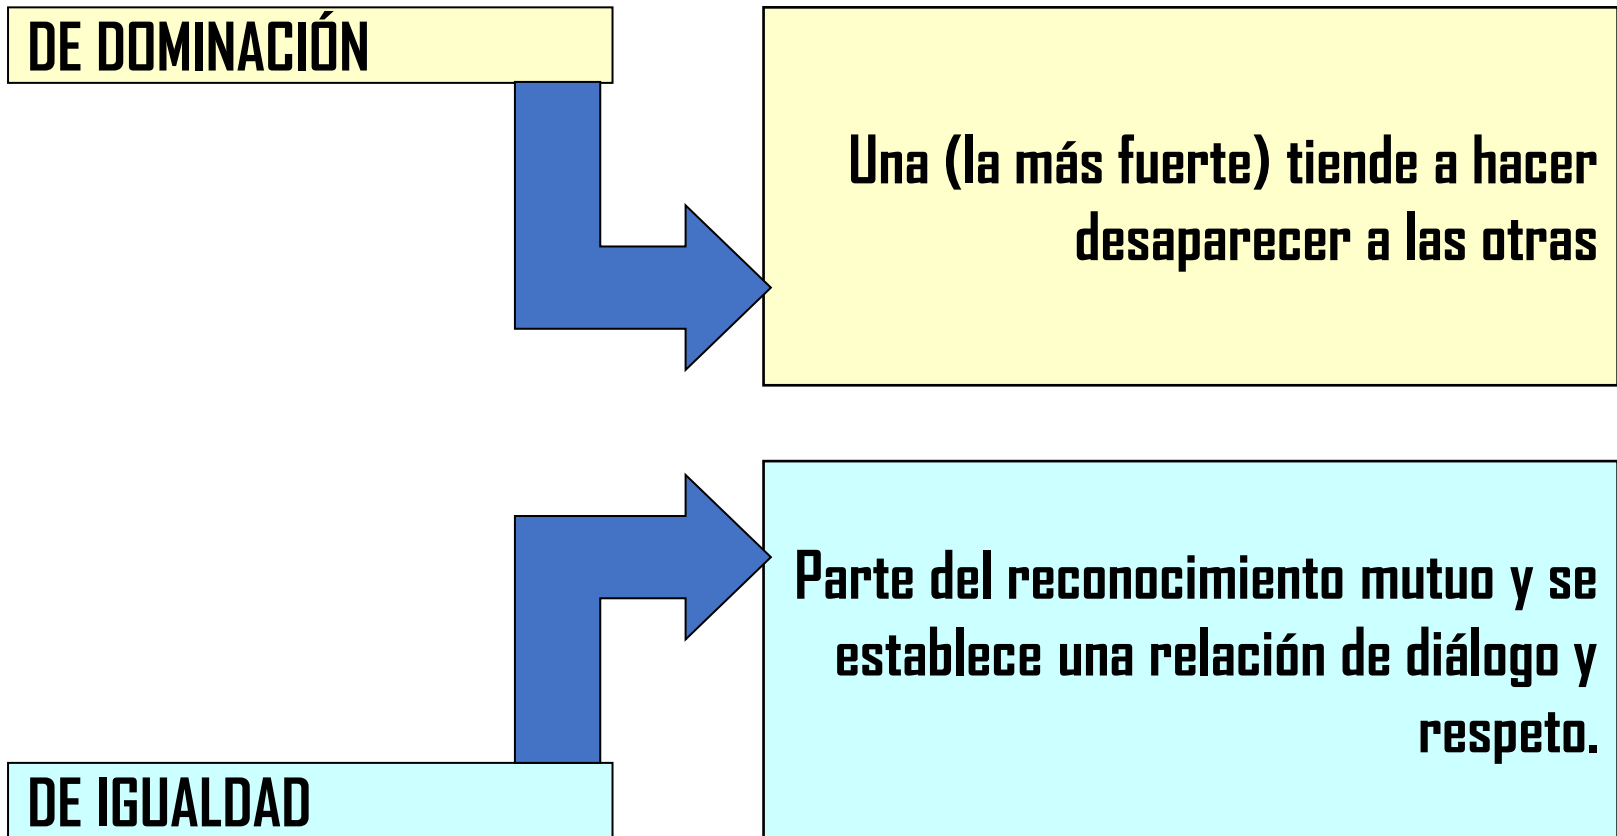 DE DOMINACIÓN
Una (la más fuerte) tiende a hacer
desaparecer a las otras
Parte del reconocimiento mutuo y se
establece una relación de diálogo y
respeto.
DE IGUALDAD